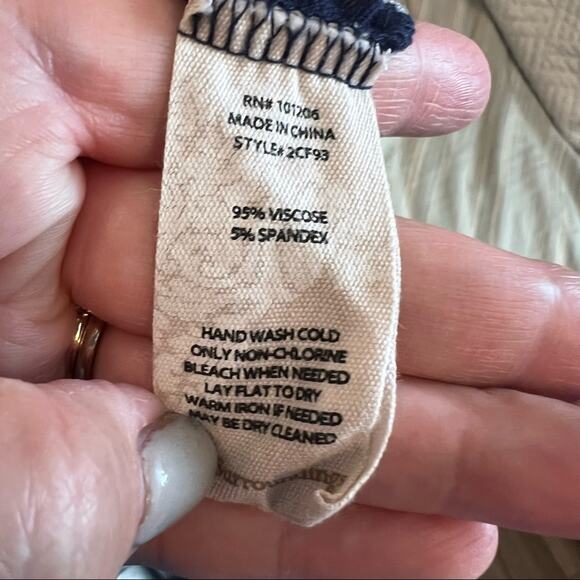 RN# 101206
MADE IN CHINA
STYLE# 2CF93
95% VISCOSE
5% SPANDEX
HAND WASH COLD
ONLY NON-CHLORINE
BLEACH WHEN NEEDED
LAY FLAT TO DRY
WARM IRON IF NEEDED
MAY BE DRY CLEANED